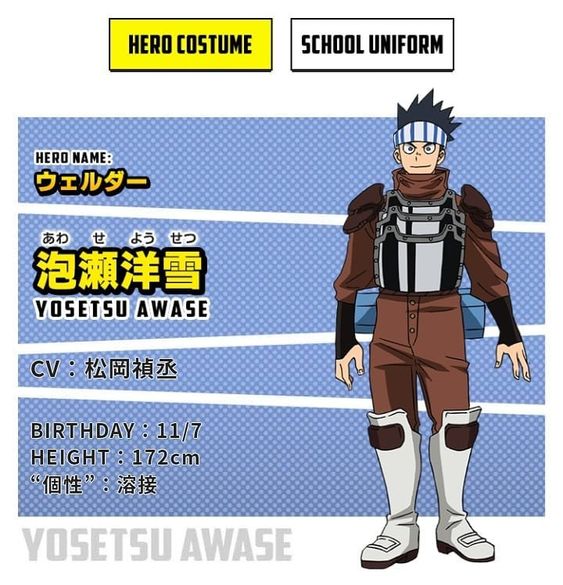 HERO COSTUME
SCHOOL UNIFORM
HERO NAME:
ウェルダー
あわ せ よう せつ
泡瀬洋雪
YOSETSU AWASE
CV：松岡禎丞
BIRTHDAY：11/7
HEIGHT：172cm
“個性”：溶接
YOSETSU AWASE